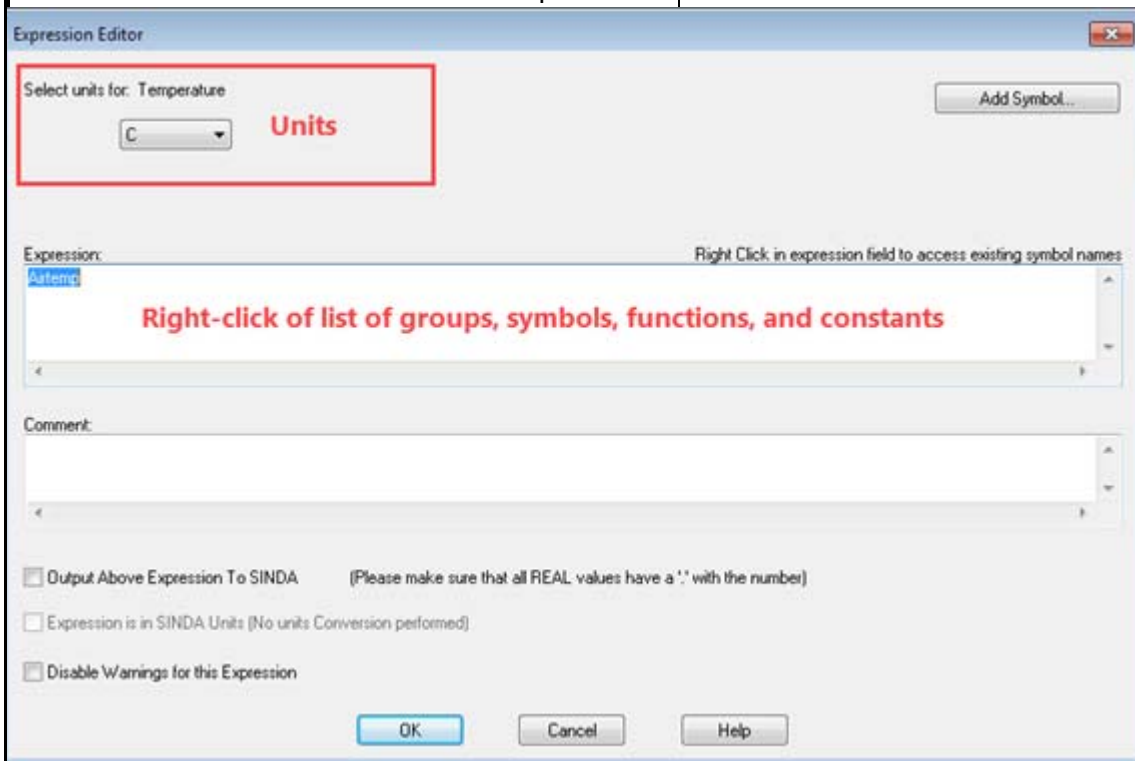 Expression Editor
Select units for: Temperature
Add Symbol...
C
Units
Expression:
Right Click in expression field to access existing symbol names
Airtemp
Right-click of list of groups, symbols, functions, and constants
Comment:
Output Above Expression To SINDA (Please make sure that all REAL values have a '.' with the number)
Expression is in SINDA Units (No units Conversion performed)
Disable Warnings for this Expression
OK Cancel Help